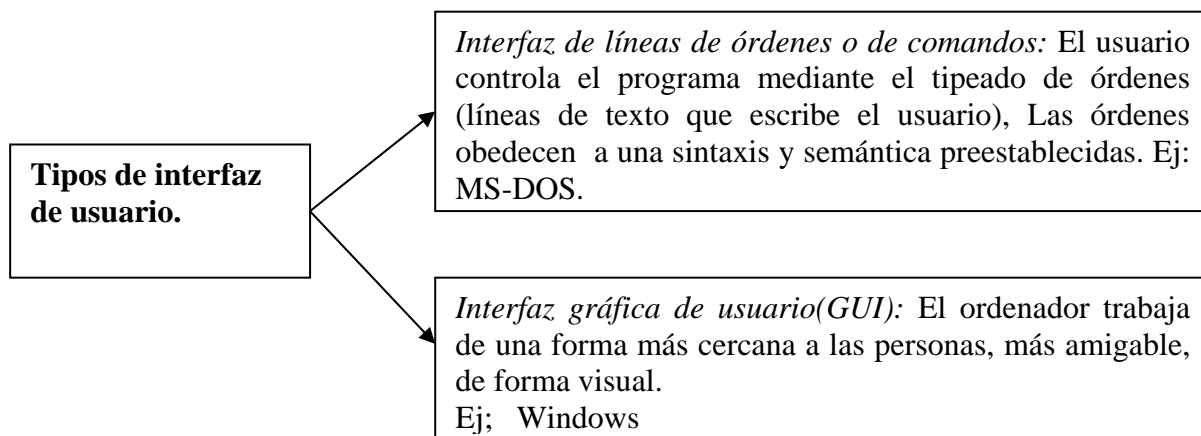 Tipos de interfaz
de usuario.
Interfaz de líneas de órdenes o de comandos: El usuario
controla el programa mediante el tipeado de órdenes
(líneas de texto que escribe el usuario), Las órdenes
obedecen a una sintaxis y semántica preestablecidas. Ej:
MS-DOS.
Interfaz gráfica de usuario(GUI): El ordenador trabaja
de una forma más cercana a las personas, más amigable,
de forma visual.
Ej; Windows